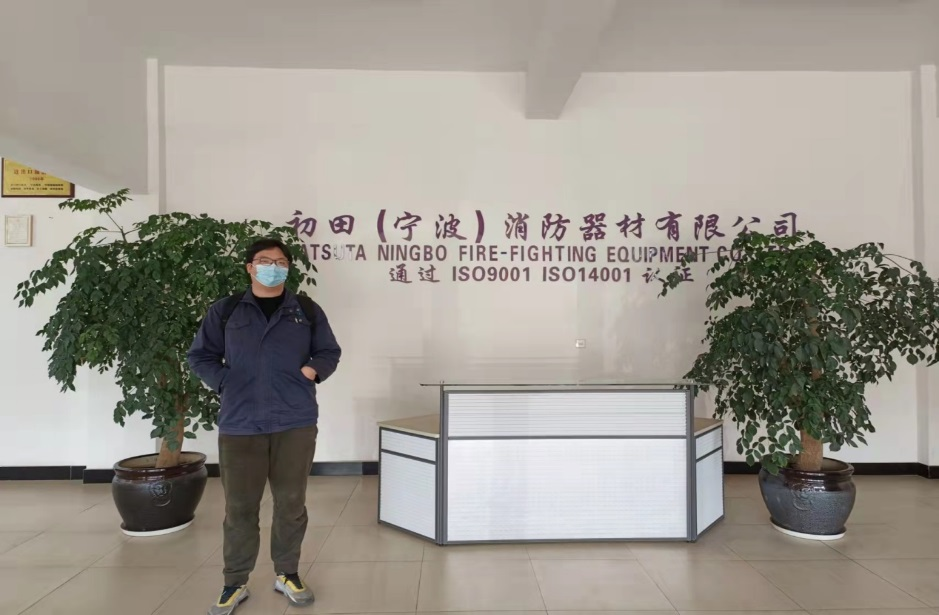 初田（宁波）消防器材有限公司
ATSUTA NINGBO FIRE-FIGHTING EQUIPMENT CO
通过 ISO9001 ISO14001 认证